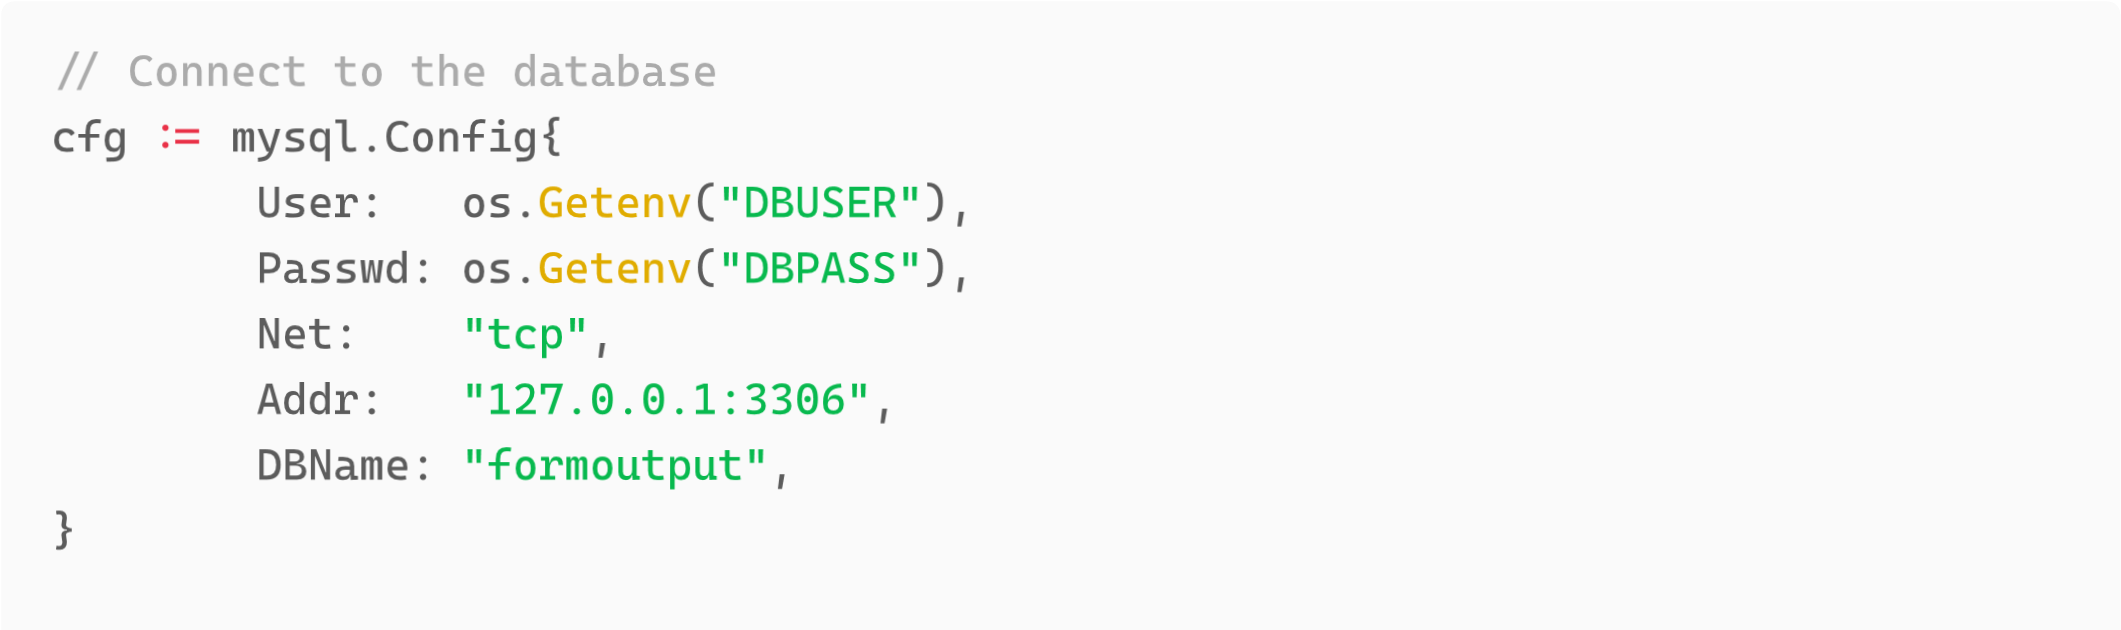 // Connect to the database
cfg := mysql.Config{
        User:   os.Getenv("DBUSER"),
        Passwd: os.Getenv("DBPASS"),
        Net:    "tcp",
        Addr:   "127.0.0.1:3306",
        DBName: "formoutput",
}